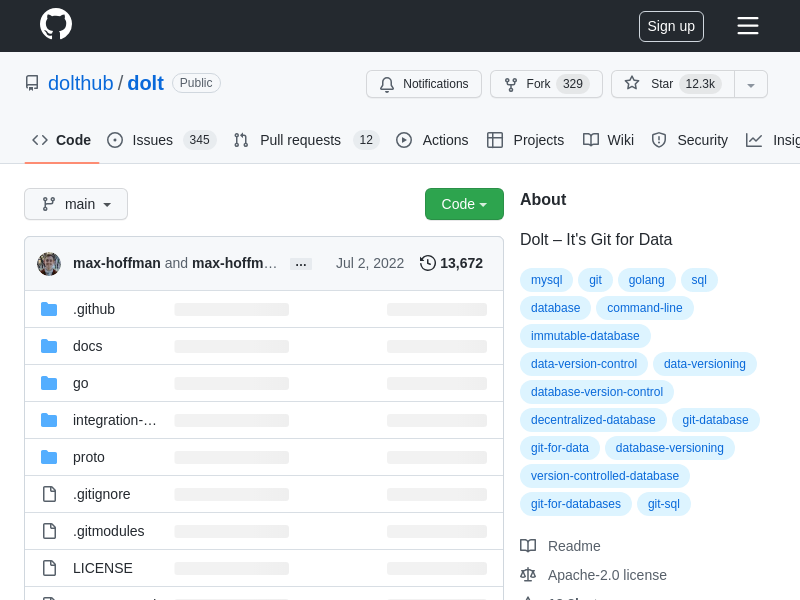 Sign up
dolthub / dolt Public
Notifications Fork 329 Star 12.3k
Code Issues 345 Pull requests 12 Actions Projects Wiki Security Insig
main Code
max-hoffman and max-hoffm… … Jul 2, 2022 13,672
.github
docs
go
integration-…
proto
.gitignore
.gitmodules
LICENSE
About
Dolt – It's Git for Data
mysql git golang sql
database command-line
immutable-database
data-version-control data-versioning
database-version-control
decentralized-database git-database
git-for-data database-versioning
version-controlled-database
git-for-databases git-sql
Readme
Apache-2.0 license